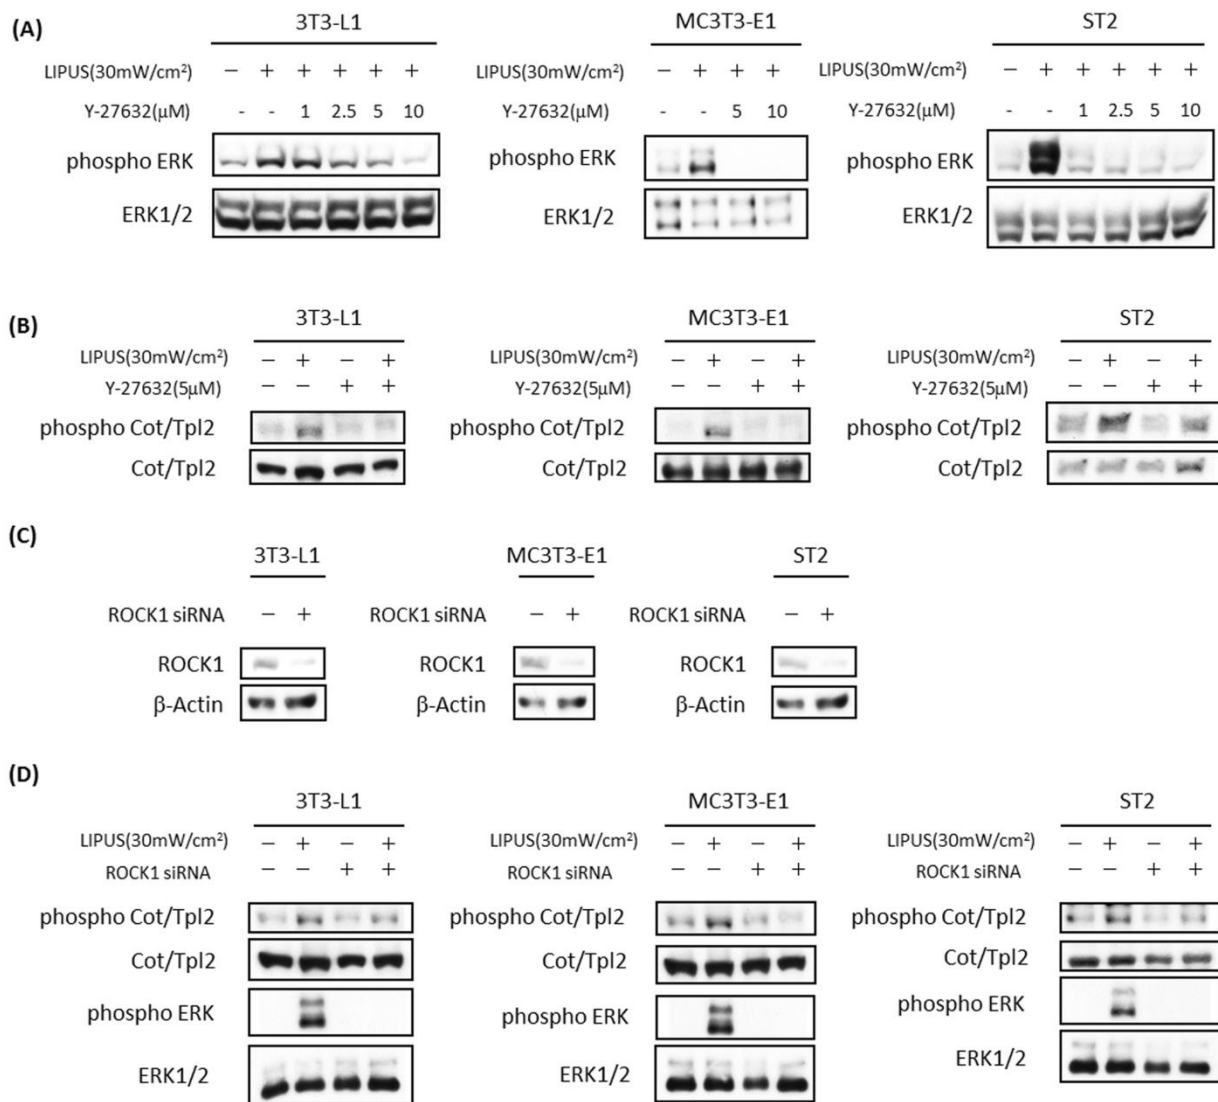 (A)
3T3-L1
MC3T3-E1
ST2
LIPUS(30mW/cm²) − + + + + +
LIPUS(30mW/cm²) − + + +
LIPUS(30mW/cm²) − + + + + +
Y-27632(μM) - - 1 2.5 5 10
Y-27632(μM) - - 5 10
Y-27632(μM) - - 1 2.5 5 10
phospho ERK
phospho ERK
phospho ERK
ERK1/2
ERK1/2
ERK1/2
(B)
3T3-L1
MC3T3-E1
ST2
LIPUS(30mW/cm²) − + − +
LIPUS(30mW/cm²) − + − +
LIPUS(30mW/cm²) − + − +
Y-27632(5μM) − − + +
Y-27632(5μM) − − + +
Y-27632(5μM) − − + +
phospho Cot/Tpl2
phospho Cot/Tpl2
phospho Cot/Tpl2
Cot/Tpl2
Cot/Tpl2
Cot/Tpl2
(C)
3T3-L1
MC3T3-E1
ST2
ROCK1 siRNA − +
ROCK1 siRNA − +
ROCK1 siRNA − +
ROCK1
ROCK1
ROCK1
β-Actin
β-Actin
β-Actin
(D)
3T3-L1
MC3T3-E1
ST2
LIPUS(30mW/cm²) − + − +
LIPUS(30mW/cm²) − + − +
LIPUS(30mW/cm²) − + − +
ROCK1 siRNA − − + +
ROCK1 siRNA − − + +
ROCK1 siRNA − − + +
phospho Cot/Tpl2
phospho Cot/Tpl2
phospho Cot/Tpl2
Cot/Tpl2
Cot/Tpl2
Cot/Tpl2
phospho ERK
phospho ERK
phospho ERK
ERK1/2
ERK1/2
ERK1/2